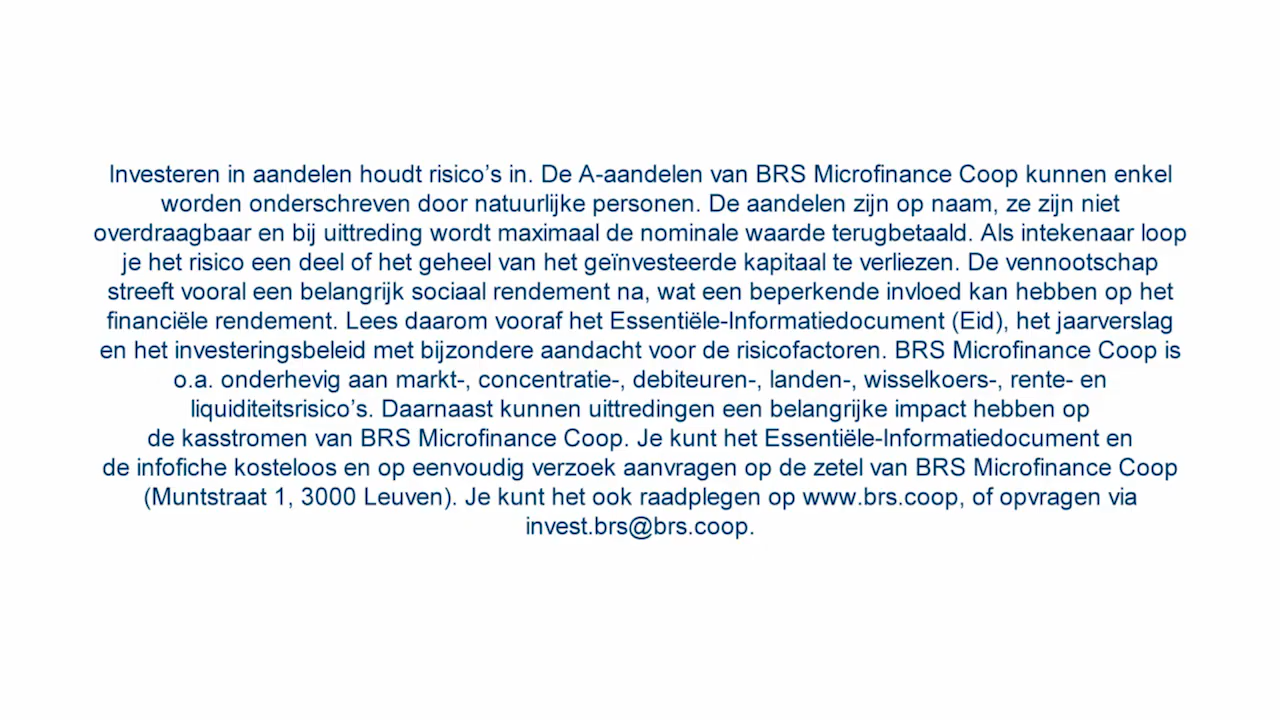 Investeren in aandelen houdt risico’s in. De A-aandelen van BRS Microfinance Coop kunnen enkel
worden onderschreven door natuurlijke personen. De aandelen zijn op naam, ze zijn niet
overdraagbaar en bij uittreding wordt maximaal de nominale waarde terugbetaald. Als intekenaar loop
je het risico een deel of het geheel van het geïnvesteerde kapitaal te verliezen. De vennootschap
streeft vooral een belangrijk sociaal rendement na, wat een beperkende invloed kan hebben op het
financiële rendement. Lees daarom vooraf het Essentiële-Informatiedocument (Eid), het jaarverslag
en het investeringsbeleid met bijzondere aandacht voor de risicofactoren. BRS Microfinance Coop is
o.a. onderhevig aan markt-, concentratie-, debiteuren-, landen-, wisselkoers-, rente- en
liquiditeitsrisico’s. Daarnaast kunnen uittredingen een belangrijke impact hebben op
de kasstromen van BRS Microfinance Coop. Je kunt het Essentiële-Informatiedocument en
de infofiche kosteloos en op eenvoudig verzoek aanvragen op de zetel van BRS Microfinance Coop
(Muntstraat 1, 3000 Leuven). Je kunt het ook raadplegen op www.brs.coop, of opvragen via
invest.brs@brs.coop.